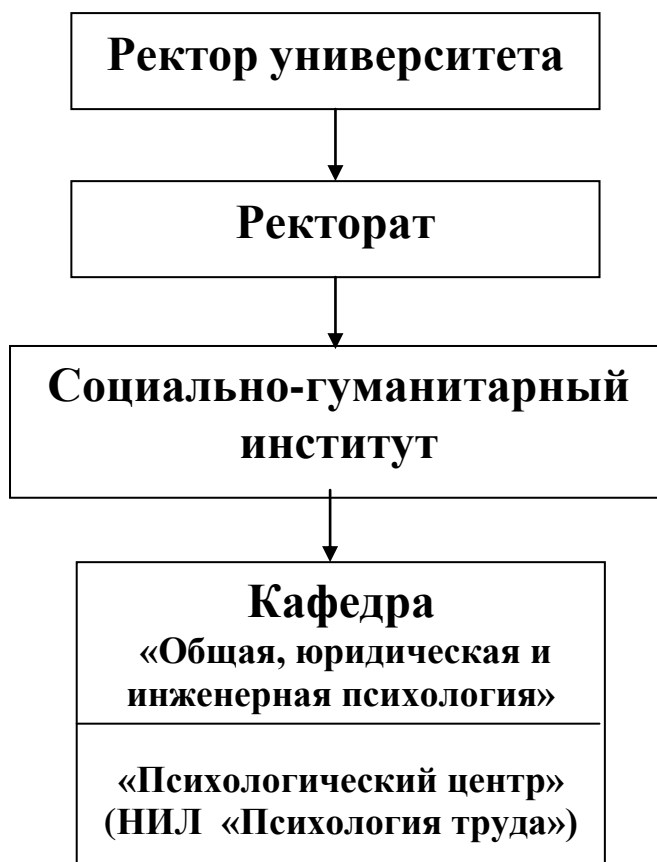 Ректор университета
Ректорат
Социально-гуманитарный
институт
Кафедра
«Общая, юридическая и
инженерная психология»
«Психологический центр»
(НИЛ «Психология труда»)